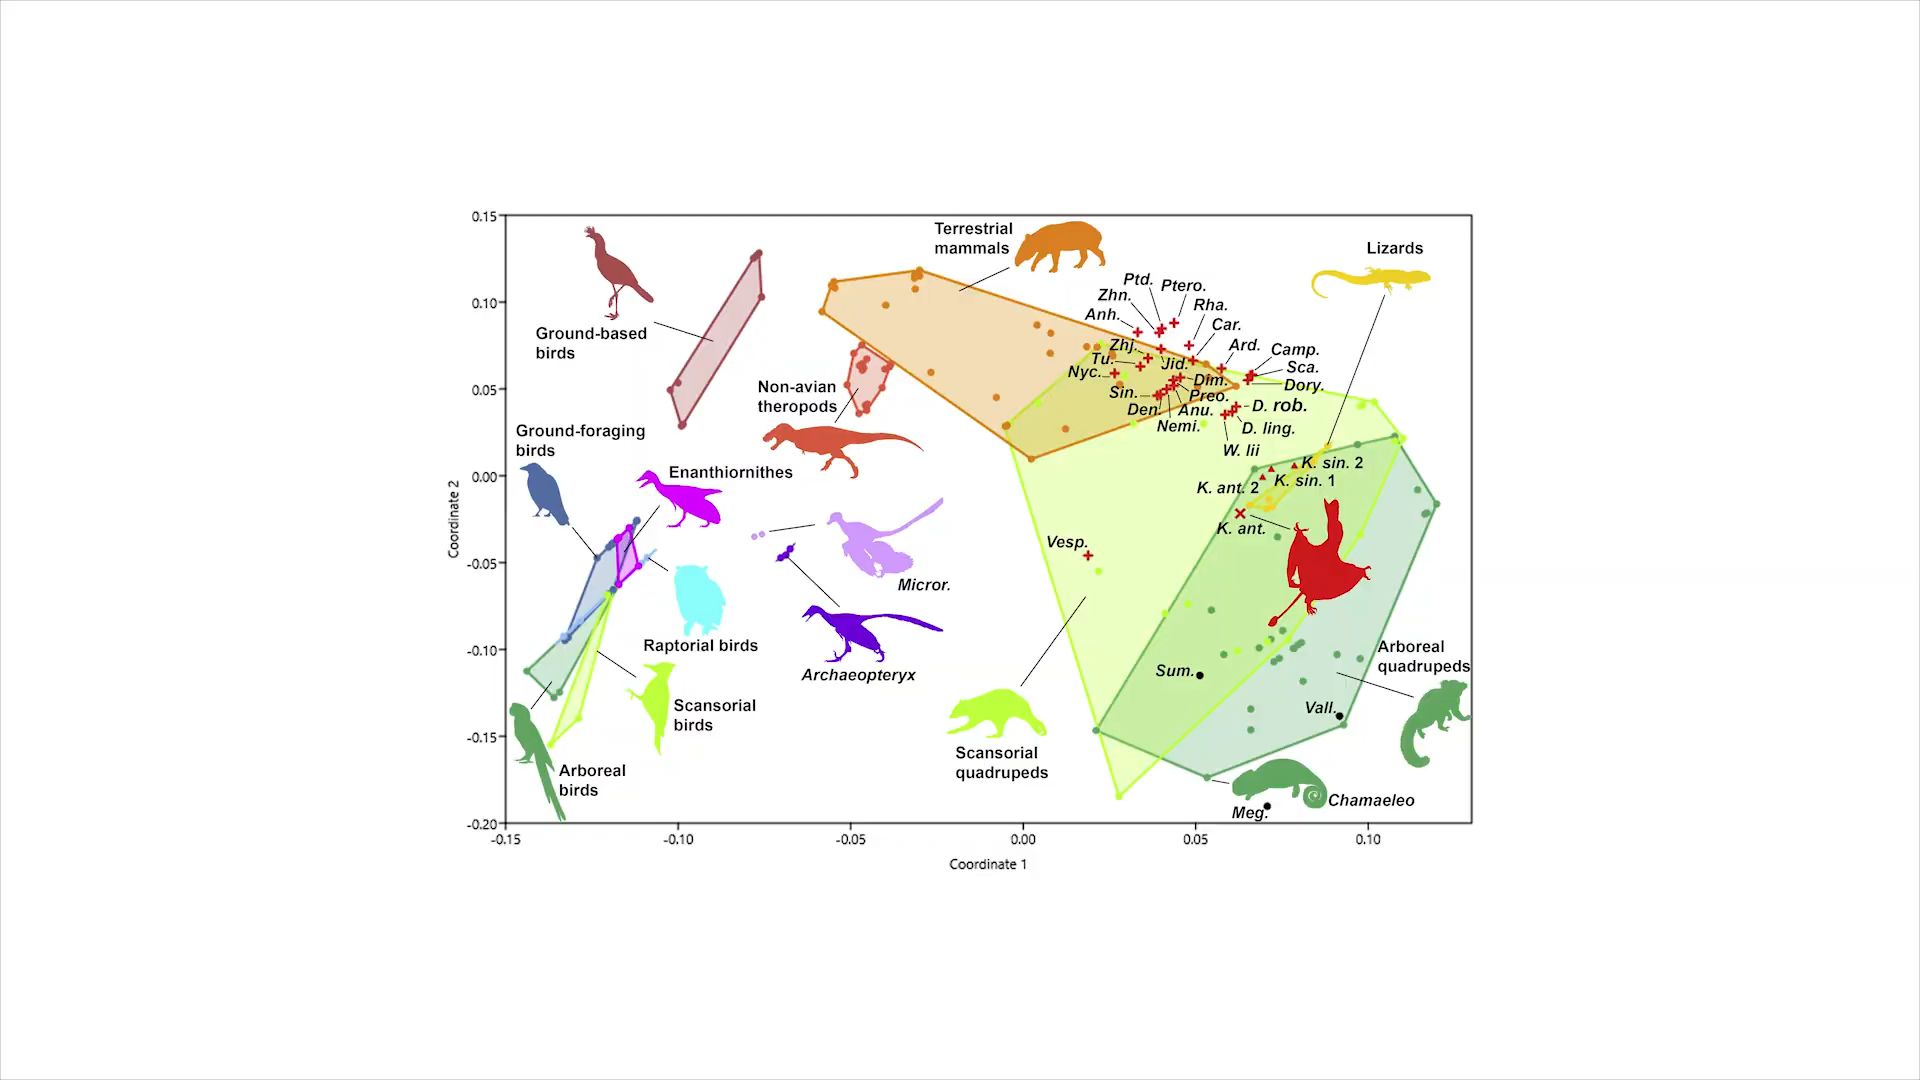 0.15
0.10
0.05
0.00
-0.05
-0.10
-0.15
-0.20
Coordinate 2
-0.15
-0.10
-0.05
0.00
0.05
0.10
Coordinate 1
Ground-based
birds
Terrestrial
mammals
Lizards
Non-avian
theropods
Ground-foraging
birds
Enanthiornithes
Raptorial birds
Scansorial
birds
Arboreal
birds
Micror.
Archaeopteryx
Scansorial
quadrupeds
Arboreal
quadrupeds
Chamaeleo
Ptd.
Ptero.
Zhn.
Rha.
Anh.
Car.
Zhj.
Ard.
Camp.
Tu.
Jid.
Sca.
Nyc.
Dim.
Dory.
Sin.
Preo.
Den.
Anu.
D. rob.
Nemi.
D. ling.
W. lii
K. sin. 2
K. sin. 1
K. ant. 2
K. ant.
Vesp.
Sum.
Vall.
Meg.